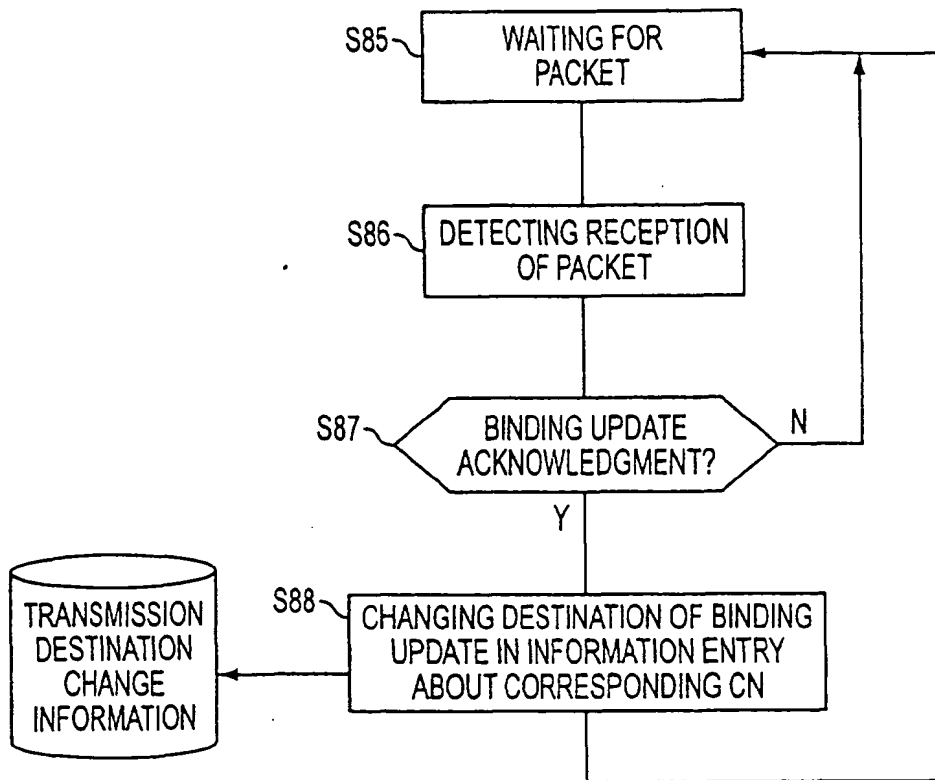 S85
WAITING FOR
PACKET
S86
DETECTING RECEPTION
OF PACKET
S87
BINDING UPDATE
ACKNOWLEDGMENT?
N
Y
S88
CHANGING DESTINATION OF BINDING
UPDATE IN INFORMATION ENTRY
ABOUT CORRESPONDING CN
TRANSMISSION
DESTINATION
CHANGE
INFORMATION